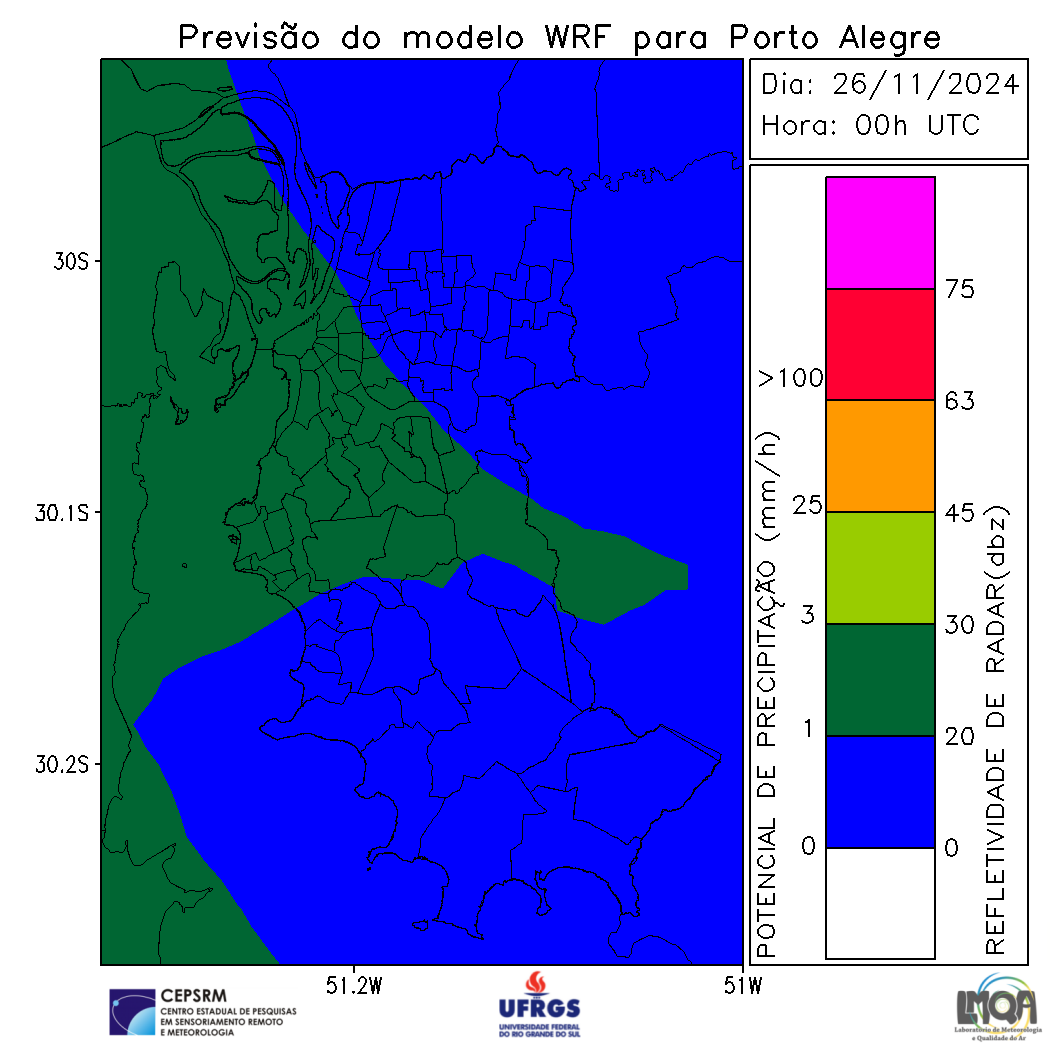 Previsão do modelo WRF para Porto Alegre
Dia: 26/11/2024
Hora: 00h UTC
30S
30.1S
30.2S
51.2W
51W
POTENCIAL DE PRECIPITAÇÃO (mm/h)
>100
25
3
1
0
75
63
45
30
20
0
REFLETIVIDADE DE RADAR(dbz)
CEPSRM
CENTRO ESTADUAL DE PESQUISAS
EM SENSORIAMENTO REMOTO
E METEOROLOGIA
UFRGS
UNIVERSIDADE FEDERAL
DO RIO GRANDE DO SUL
LMQA
Laboratório de Meteorologia
e Qualidade do Ar